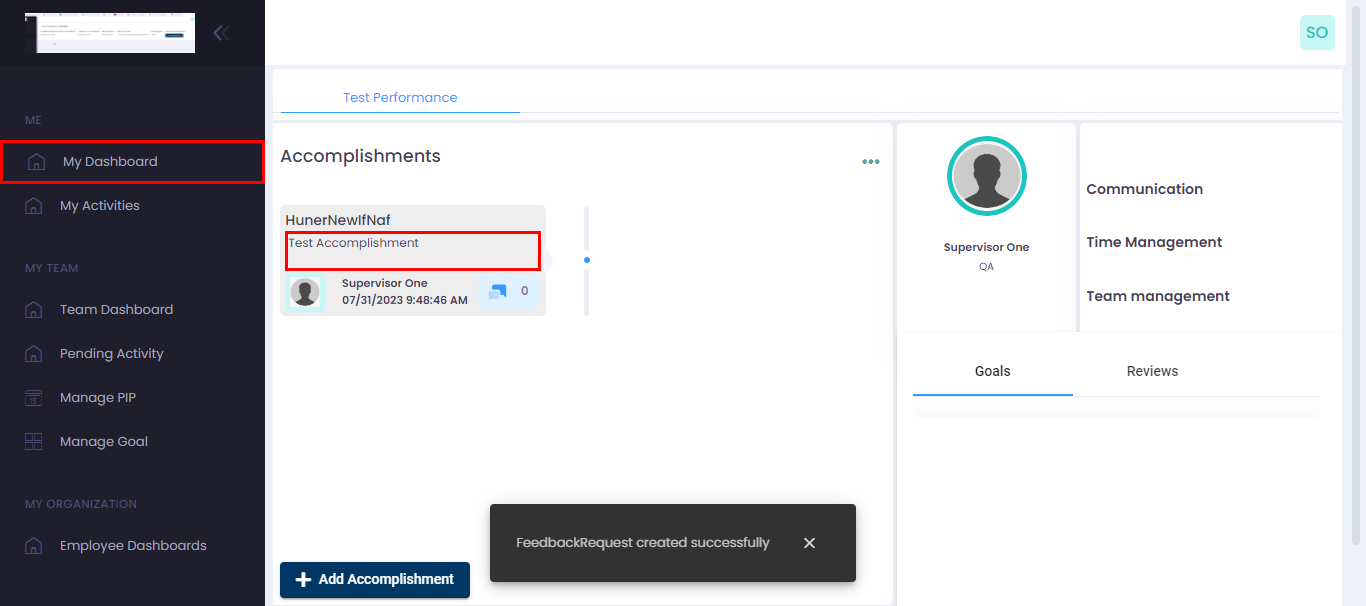 SO
ME
My Dashboard
My Activities
MY TEAM
Team Dashboard
Pending Activity
Manage PIP
Manage Goal
MY ORGANIZATION
Employee Dashboards
Test Performance
Accomplishments
HunerNewIfNaf
Test Accomplishment
Supervisor One
07/31/2023 9:48:46 AM
0
Add Accomplishment
Supervisor One
QA
Communication
Time Management
Team management
Goals
Reviews
FeedbackRequest created successfully